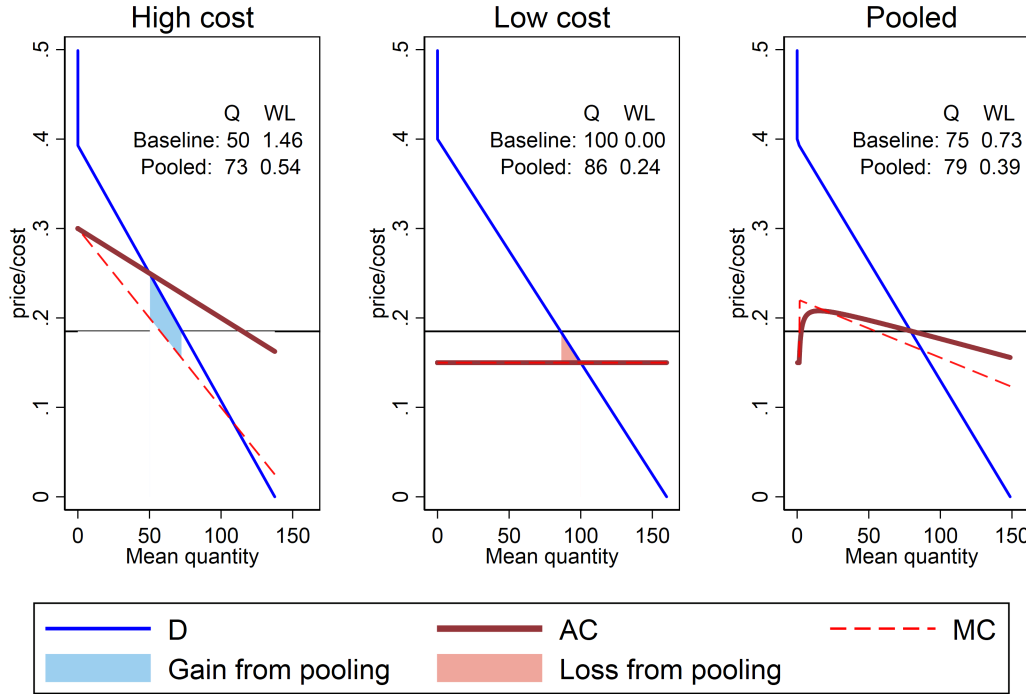 High cost
Low cost
Pooled
price/cost
.5
.4
.3
.2
.1
0
Q WL
Baseline: 50 1.46
Pooled: 73 0.54
0 50 100 150
Mean quantity
price/cost
.5
.4
.3
.2
.1
0
Q WL
Baseline: 100 0.00
Pooled: 86 0.24
0 50 100 150
Mean quantity
price/cost
.5
.4
.3
.2
.1
0
Q WL
Baseline: 75 0.73
Pooled: 79 0.39
0 50 100 150
Mean quantity
D AC MC
Gain from pooling Loss from pooling